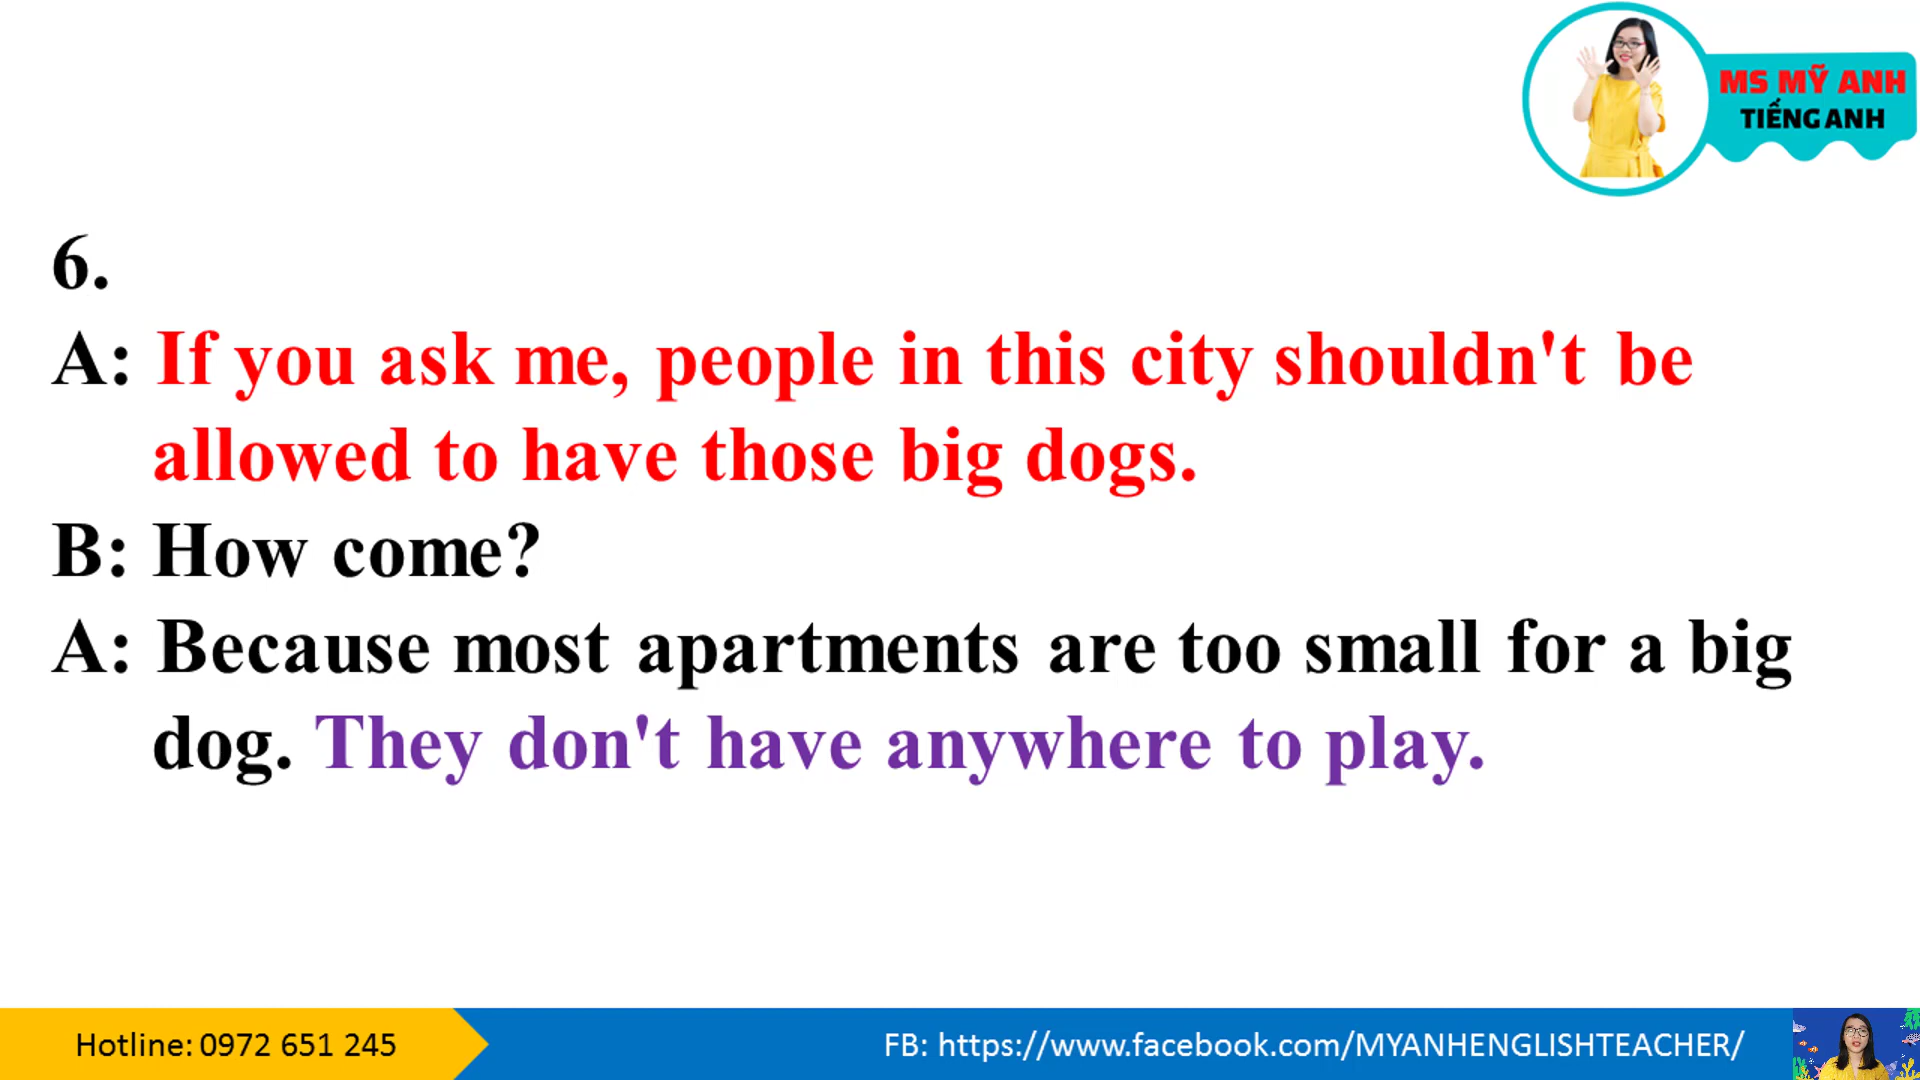 MS MỸ ANH
TIẾNG ANH
6.
A: If you ask me, people in this city shouldn't be
allowed to have those big dogs.
B: How come?
A: Because most apartments are too small for a big
dog. They don't have anywhere to play.
Hotline: 0972 651 245
FB: https://www.facebook.com/MYANHENGLISHTEACHER/